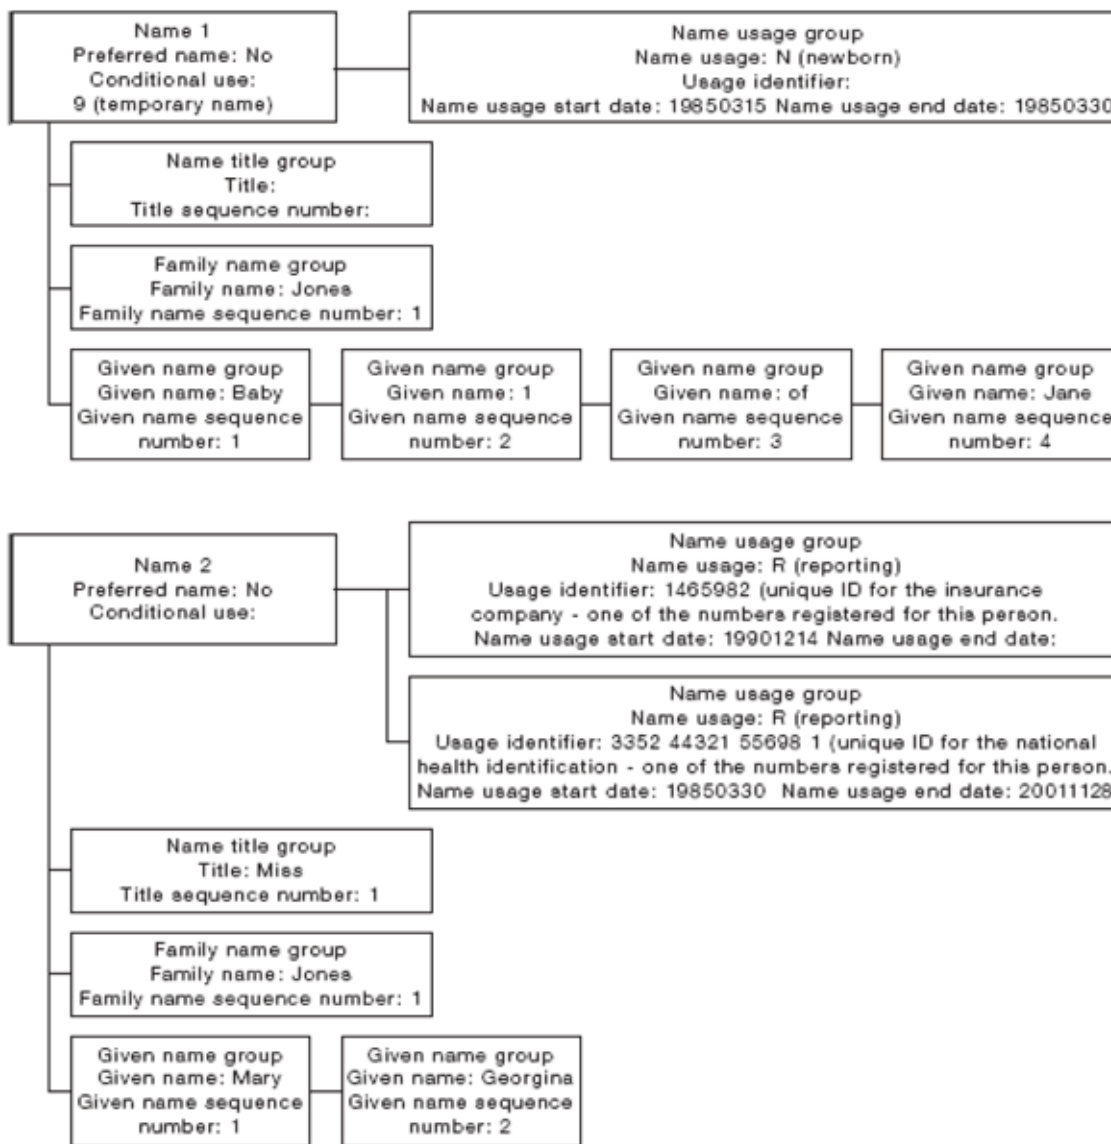 Name 1
Preferred name: No
Conditional use:
9 (temporary name)
Name usage group
Name usage: N (newborn)
Usage identifier:
Name usage start date: 19850315 Name usage end date: 19850330
Name title group
Title:
Title sequence number:
Family name group
Family name: Jones
Family name sequence number: 1
Given name group
Given name: Baby
Given name sequence
number: 1
Given name group
Given name: 1
Given name sequence
number: 2
Given name group
Given name: of
Given name sequence
number: 3
Given name group
Given name: Jane
Given name sequence
number: 4
Name 2
Preferred name: No
Conditional use:
Name usage group
Name usage: R (reporting)
Usage identifier: 1465982 (unique ID for the insurance
company - one of the numbers registered for this person.
Name usage start date: 19901214 Name usage end date:
Name usage group
Name usage: R (reporting)
Usage identifier: 3352 44321 55698 1 (unique ID for the national
health identification - one of the numbers registered for this person.
Name usage start date: 19850330 Name usage end date: 20011128
Name title group
Title: Miss
Title sequence number: 1
Family name group
Family name: Jones
Family name sequence number: 1
Given name group
Given name: Mary
Given name sequence
number: 1
Given name group
Given name: Georgina
Given name sequence
number: 2